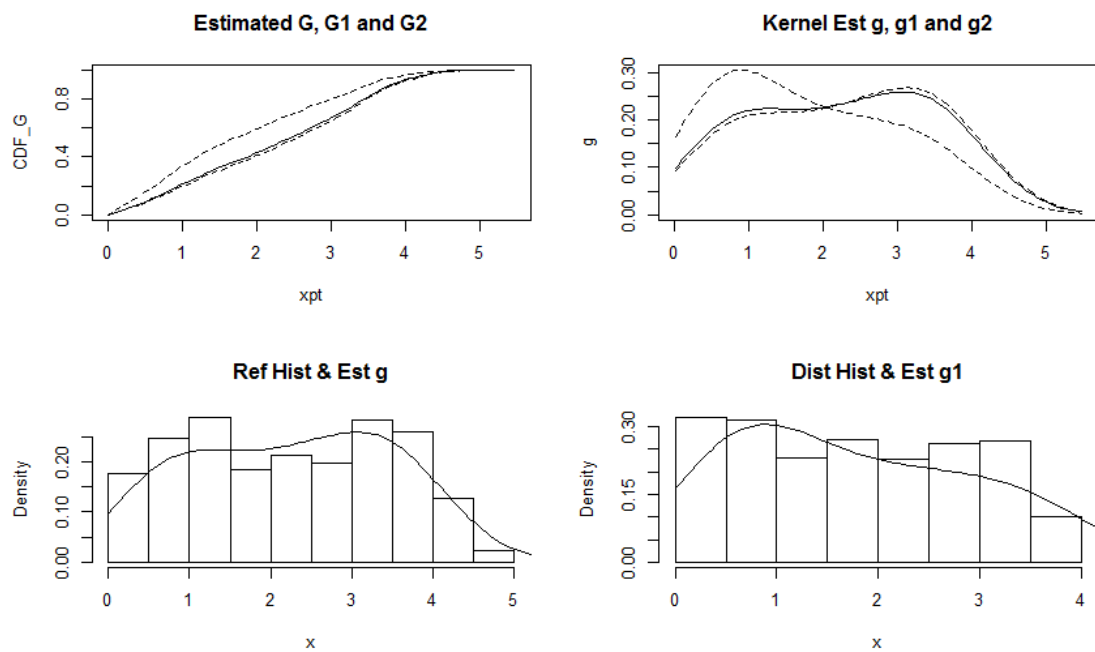 Estimated G, G1 and G2
CDF_G
0.0 0.4 0.8
0 1 2 3 4 5
xpt
Kernel Est g, g1 and g2
g
0.00 0.10 0.20 0.30
0 1 2 3 4 5
xpt
Ref Hist & Est g
Density
0.00 0.10 0.20
0 1 2 3 4 5
x
Dist Hist & Est g1
Density
0.00 0.15 0.30
0 1 2 3 4
x